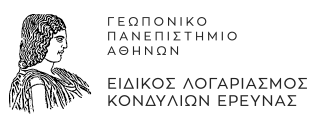 ΓΕΩΠΟΝΙΚΟ
ΠΑΝΕΠΙΣΤΗΜΙΟ
ΑΘΗΝΩΝ
ΕΙΔΙΚΟΣ ΛΟΓΑΡΙΑΣΜΟΣ
ΚΟΝΔΥΛΙΩΝ ΕΡΕΥΝΑΣ